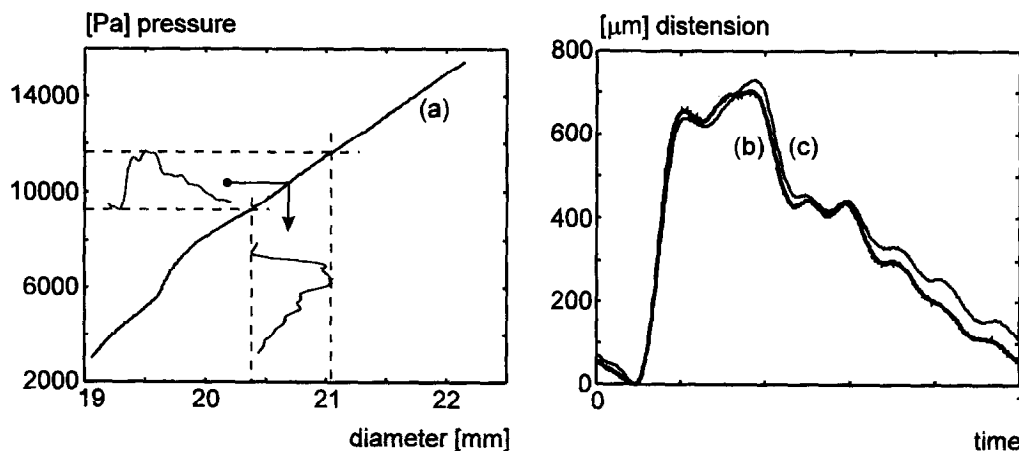 [Pa] pressure
14000
10000
6000
2000
(a)
19
20
21
22
diameter [mm]
[µm] distension
800
600
400
200
0
(b)
(c)
0
time